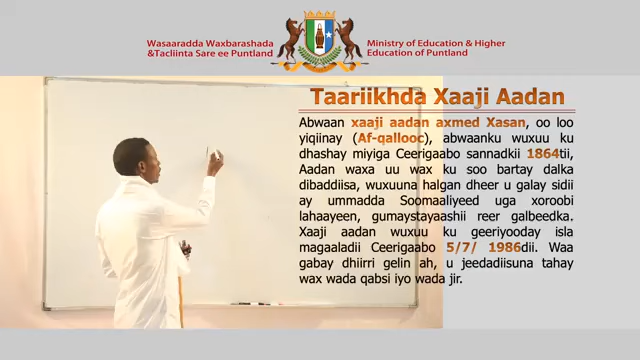 Wasaaradda Waxbarashada
&Tacliinta Sare ee Puntland
Ministry of Education & Higher
Education of Puntland
Taariikhda Xaaji Aadan
Abwaan xaaji aadan axmed Xasan, oo loo
yiqiinay (Af-qallooc), abwaanku wuxuu ku
dhashay miyiga Ceerigaabo sannadkii 1864tii,
Aadan waxa uu wax ku soo bartay dalka
dibaddiisa, wuxuuna halgan dheer u galay sidii
ay ummadda Soomaaliyeed uga xoroobi
lahaayeen, gumaystayaashii reer galbeedka.
Xaaji aadan wuxuu ku geeriyooday isla
magaaladii Ceerigaabo 5/7/ 1986dii. Waa
gabay dhiirri gelin ah, u jeedadiisuna tahay
wax wada qabsi iyo wada jir.